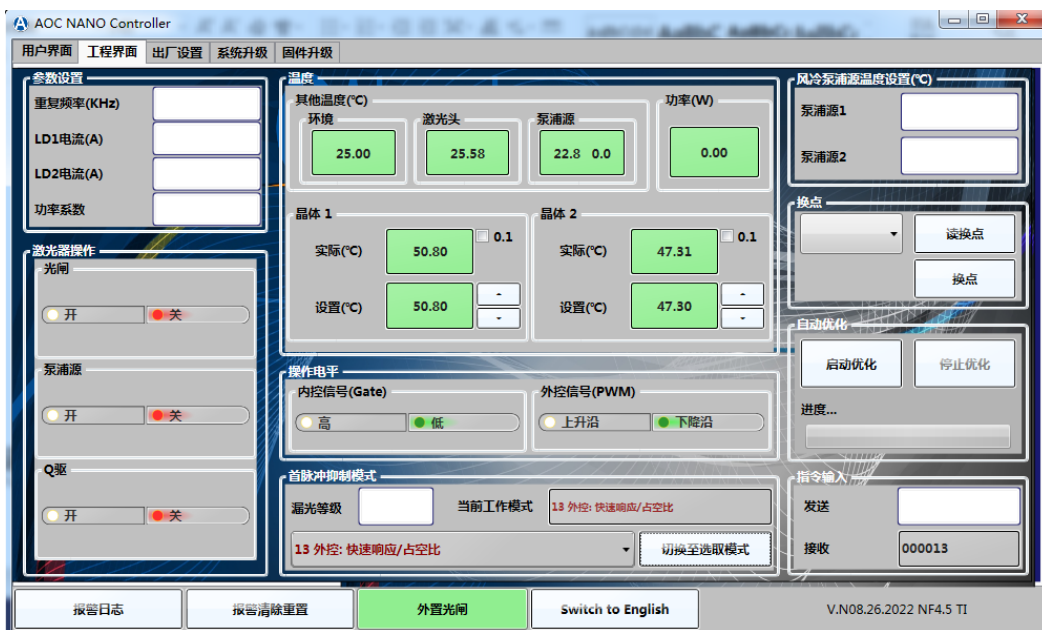 AOC NANO Controller
用户界面 工程界面 出厂设置 系统升级 固件升级
参数设置
重复频率(KHz)
LD1电流(A)
LD2电流(A)
功率系数
激光器操作
光闸
开 关
泵浦源
开 关
Q驱
开 关
温度
其他温度(℃)
环境 激光头 泵浦源
25.00 25.58 22.8 0.0
功率(W)
0.00
晶体 1
实际(℃) 50.80 0.1
设置(℃) 50.80 - -
晶体 2
实际(℃) 47.31 0.1
设置(℃) 47.30 - -
操作电平
内控信号(Gate)
高 低
外控信号(PWM)
上升沿 下降沿
首脉冲抑制模式
漏光等级 当前工作模式 13 外控: 快速响应/占空比
13 外控: 快速响应/占空比 切换至选取模式
风冷泵浦源温度设置(℃)
泵浦源1
泵浦源2
换点
读换点
换点
自动优化
启动优化 停止优化
进度...
指令输入
发送
接收 000013
报警日志 报警清除重置 外置光闸 Switch to English V.N08.26.2022 NF4.5 TI